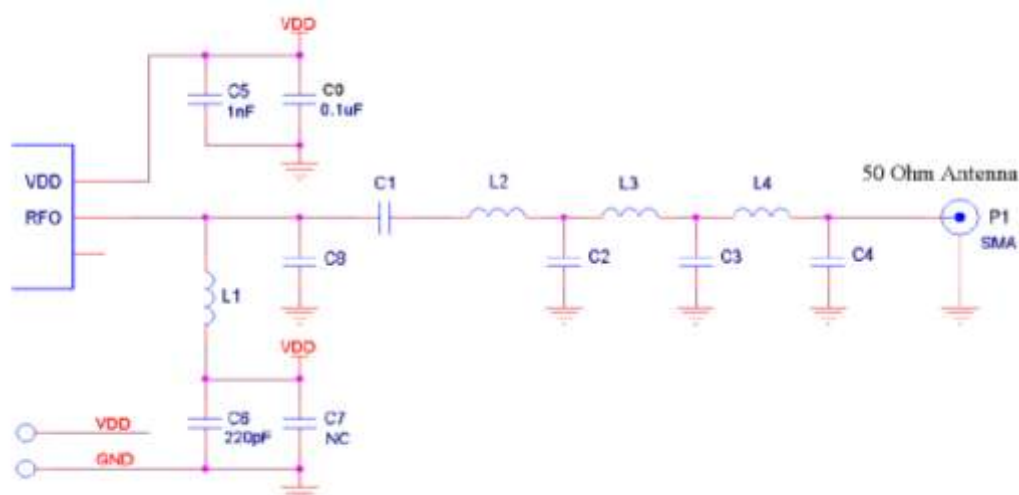 VDD
C5
1nF
C9
0.1uF
VDD
RFO
C1
L2
L3
L4
50 Ohm Antenna
P1
SMA
C8
C2
C3
C4
L1
VDD
C6
220pF
C7
NC
VDD
GND